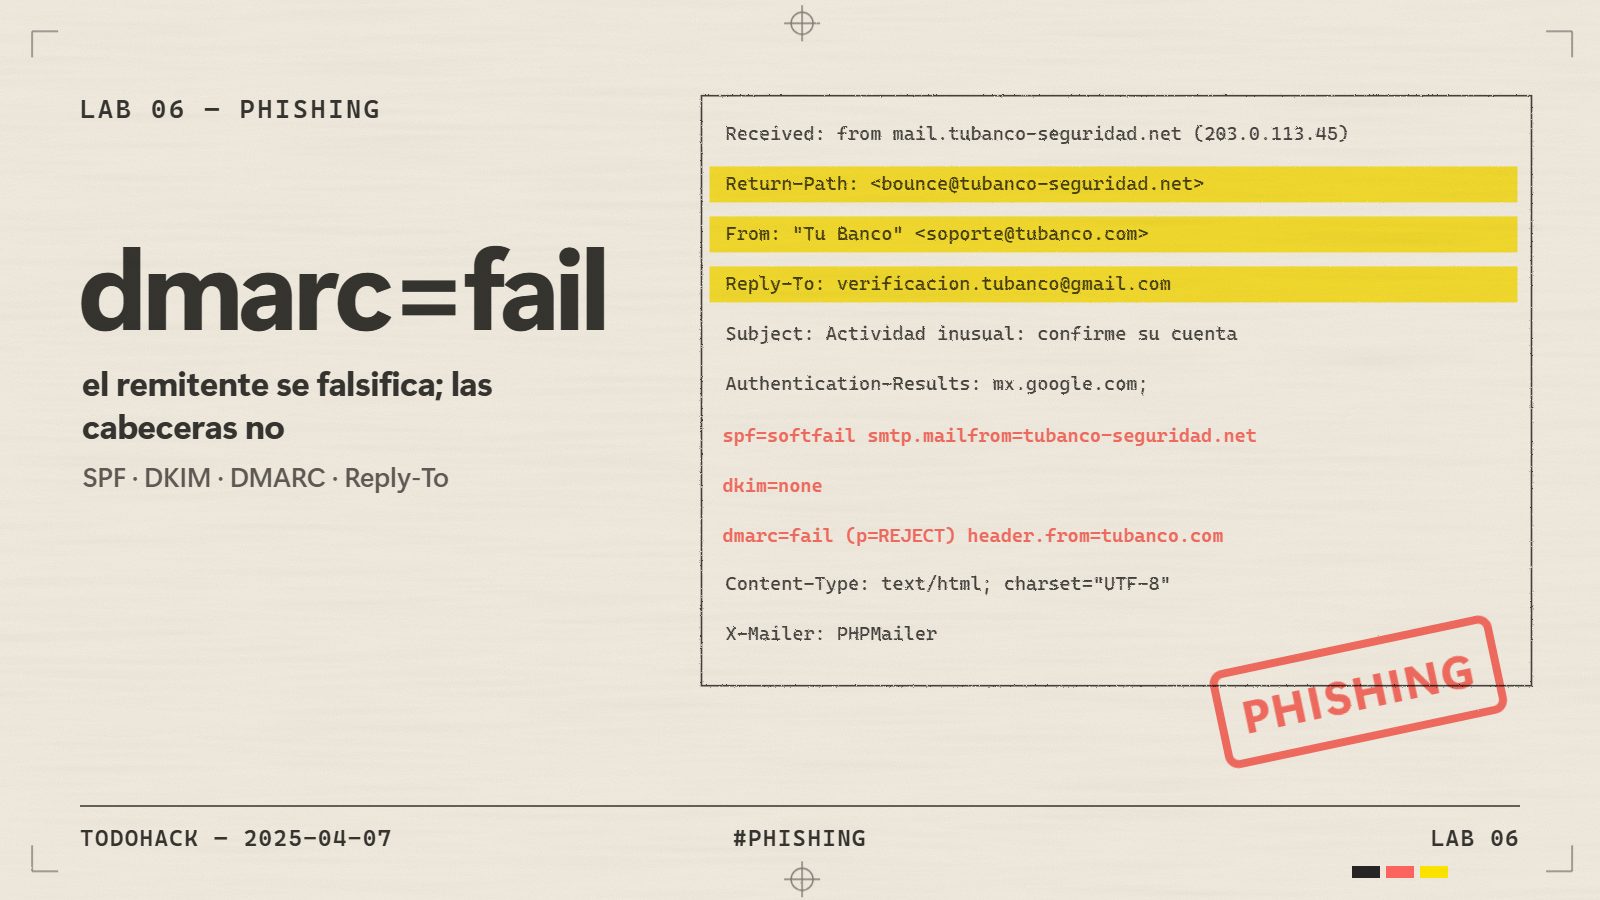 LAB 06 — PHISHING
dmarc=fail
el remitente se falsifica; las
cabeceras no
SPF · DKIM · DMARC · Reply-To
Received: from mail.tubanco-seguridad.net (203.0.113.45)
Return-Path: <bounce@tubanco-seguridad.net>
From: "Tu Banco" <soporte@tubanco.com>
Reply-To: verificacion.tubanco@gmail.com
Subject: Actividad inusual: confirme su cuenta
Authentication-Results: mx.google.com;
spf=softfail smtp.mailfrom=tubanco-seguridad.net
dkim=none
dmarc=fail (p=REJECT) header.from=tubanco.com
Content-Type: text/html; charset="UTF-8"
X-Mailer: PHPMailer
PHISHING
TODOHACK — 2025-04-07
#PHISHING
LAB 06